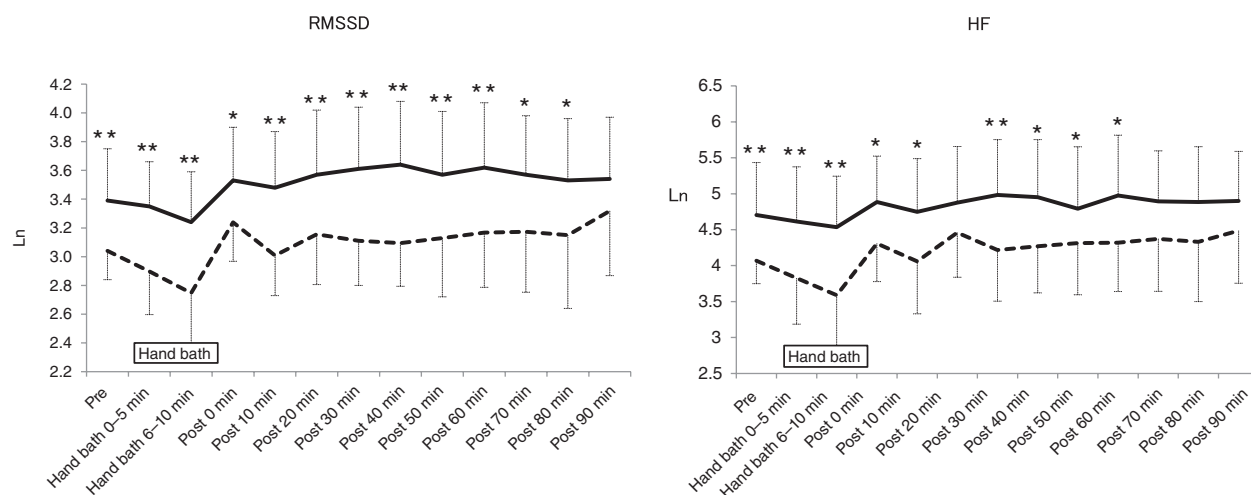 RMSSD
4.2
4.0
3.8
3.6
3.4
3.2
3.0
2.8
2.6
2.4
2.2
Ln
** ** ** * ** ** ** ** ** ** * *
Hand bath
Pre
Hand bath 0–5 min
Hand bath 6–10 min
Post 0 min
Post 10 min
Post 20 min
Post 30 min
Post 40 min
Post 50 min
Post 60 min
Post 70 min
Post 80 min
Post 90 min
HF
6.5
6
5.5
5
4.5
4
3.5
3
2.5
Ln
** ** ** * * ** * * *
Hand bath
Pre
Hand bath 0–5 min
Hand bath 6–10 min
Post 0 min
Post 10 min
Post 20 min
Post 30 min
Post 40 min
Post 50 min
Post 60 min
Post 70 min
Post 80 min
Post 90 min